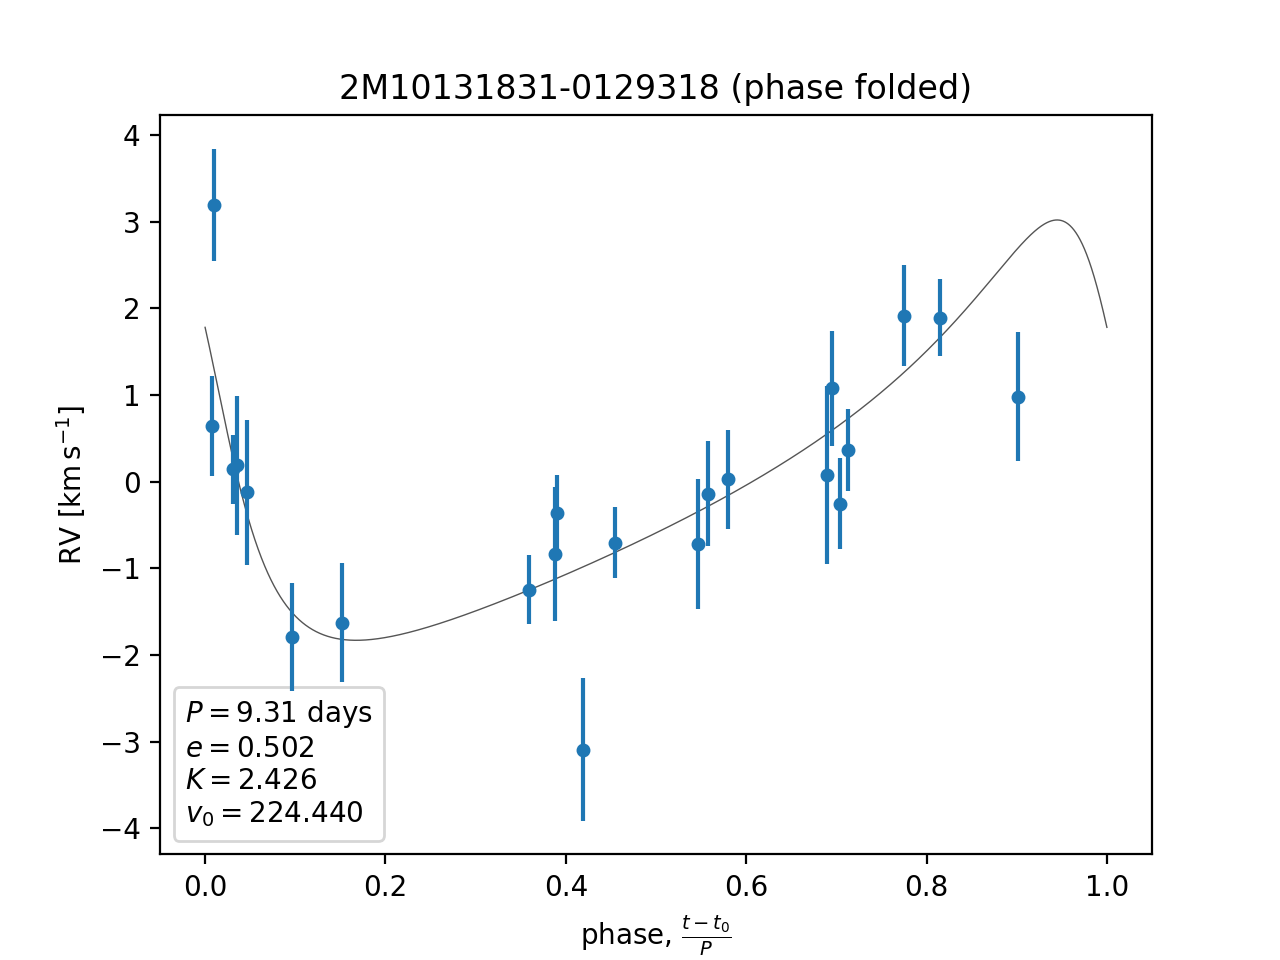 2M10131831-0129318 (phase folded)
4
3
2
1
0
−1
−2
−3
−4
RV [km s⁻¹]
P = 9.31 days
e = 0.502
K = 2.426
v₀ = 224.440
0.0 0.2 0.4 0.6 0.8 1.0
phase, (t − t₀)/P